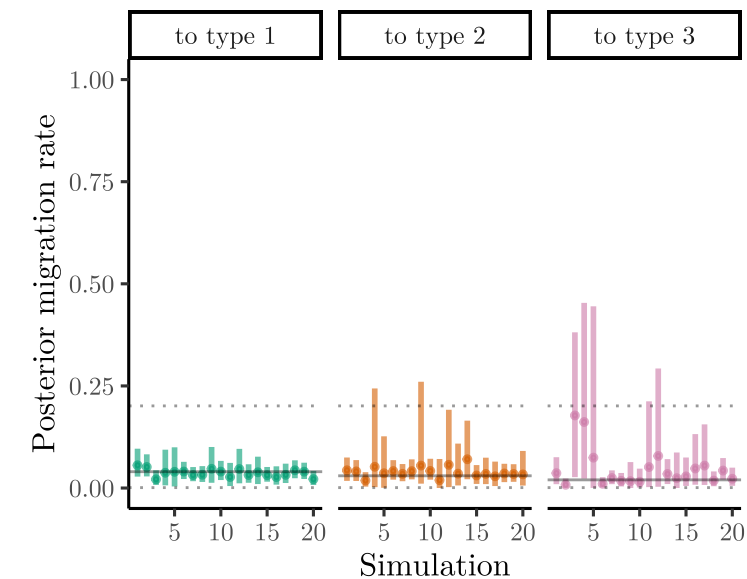 to type 1
to type 2
to type 3
Posterior migration rate
1.00
0.75
0.50
0.25
0.00
5 10 15 20
5 10 15 20
5 10 15 20
Simulation